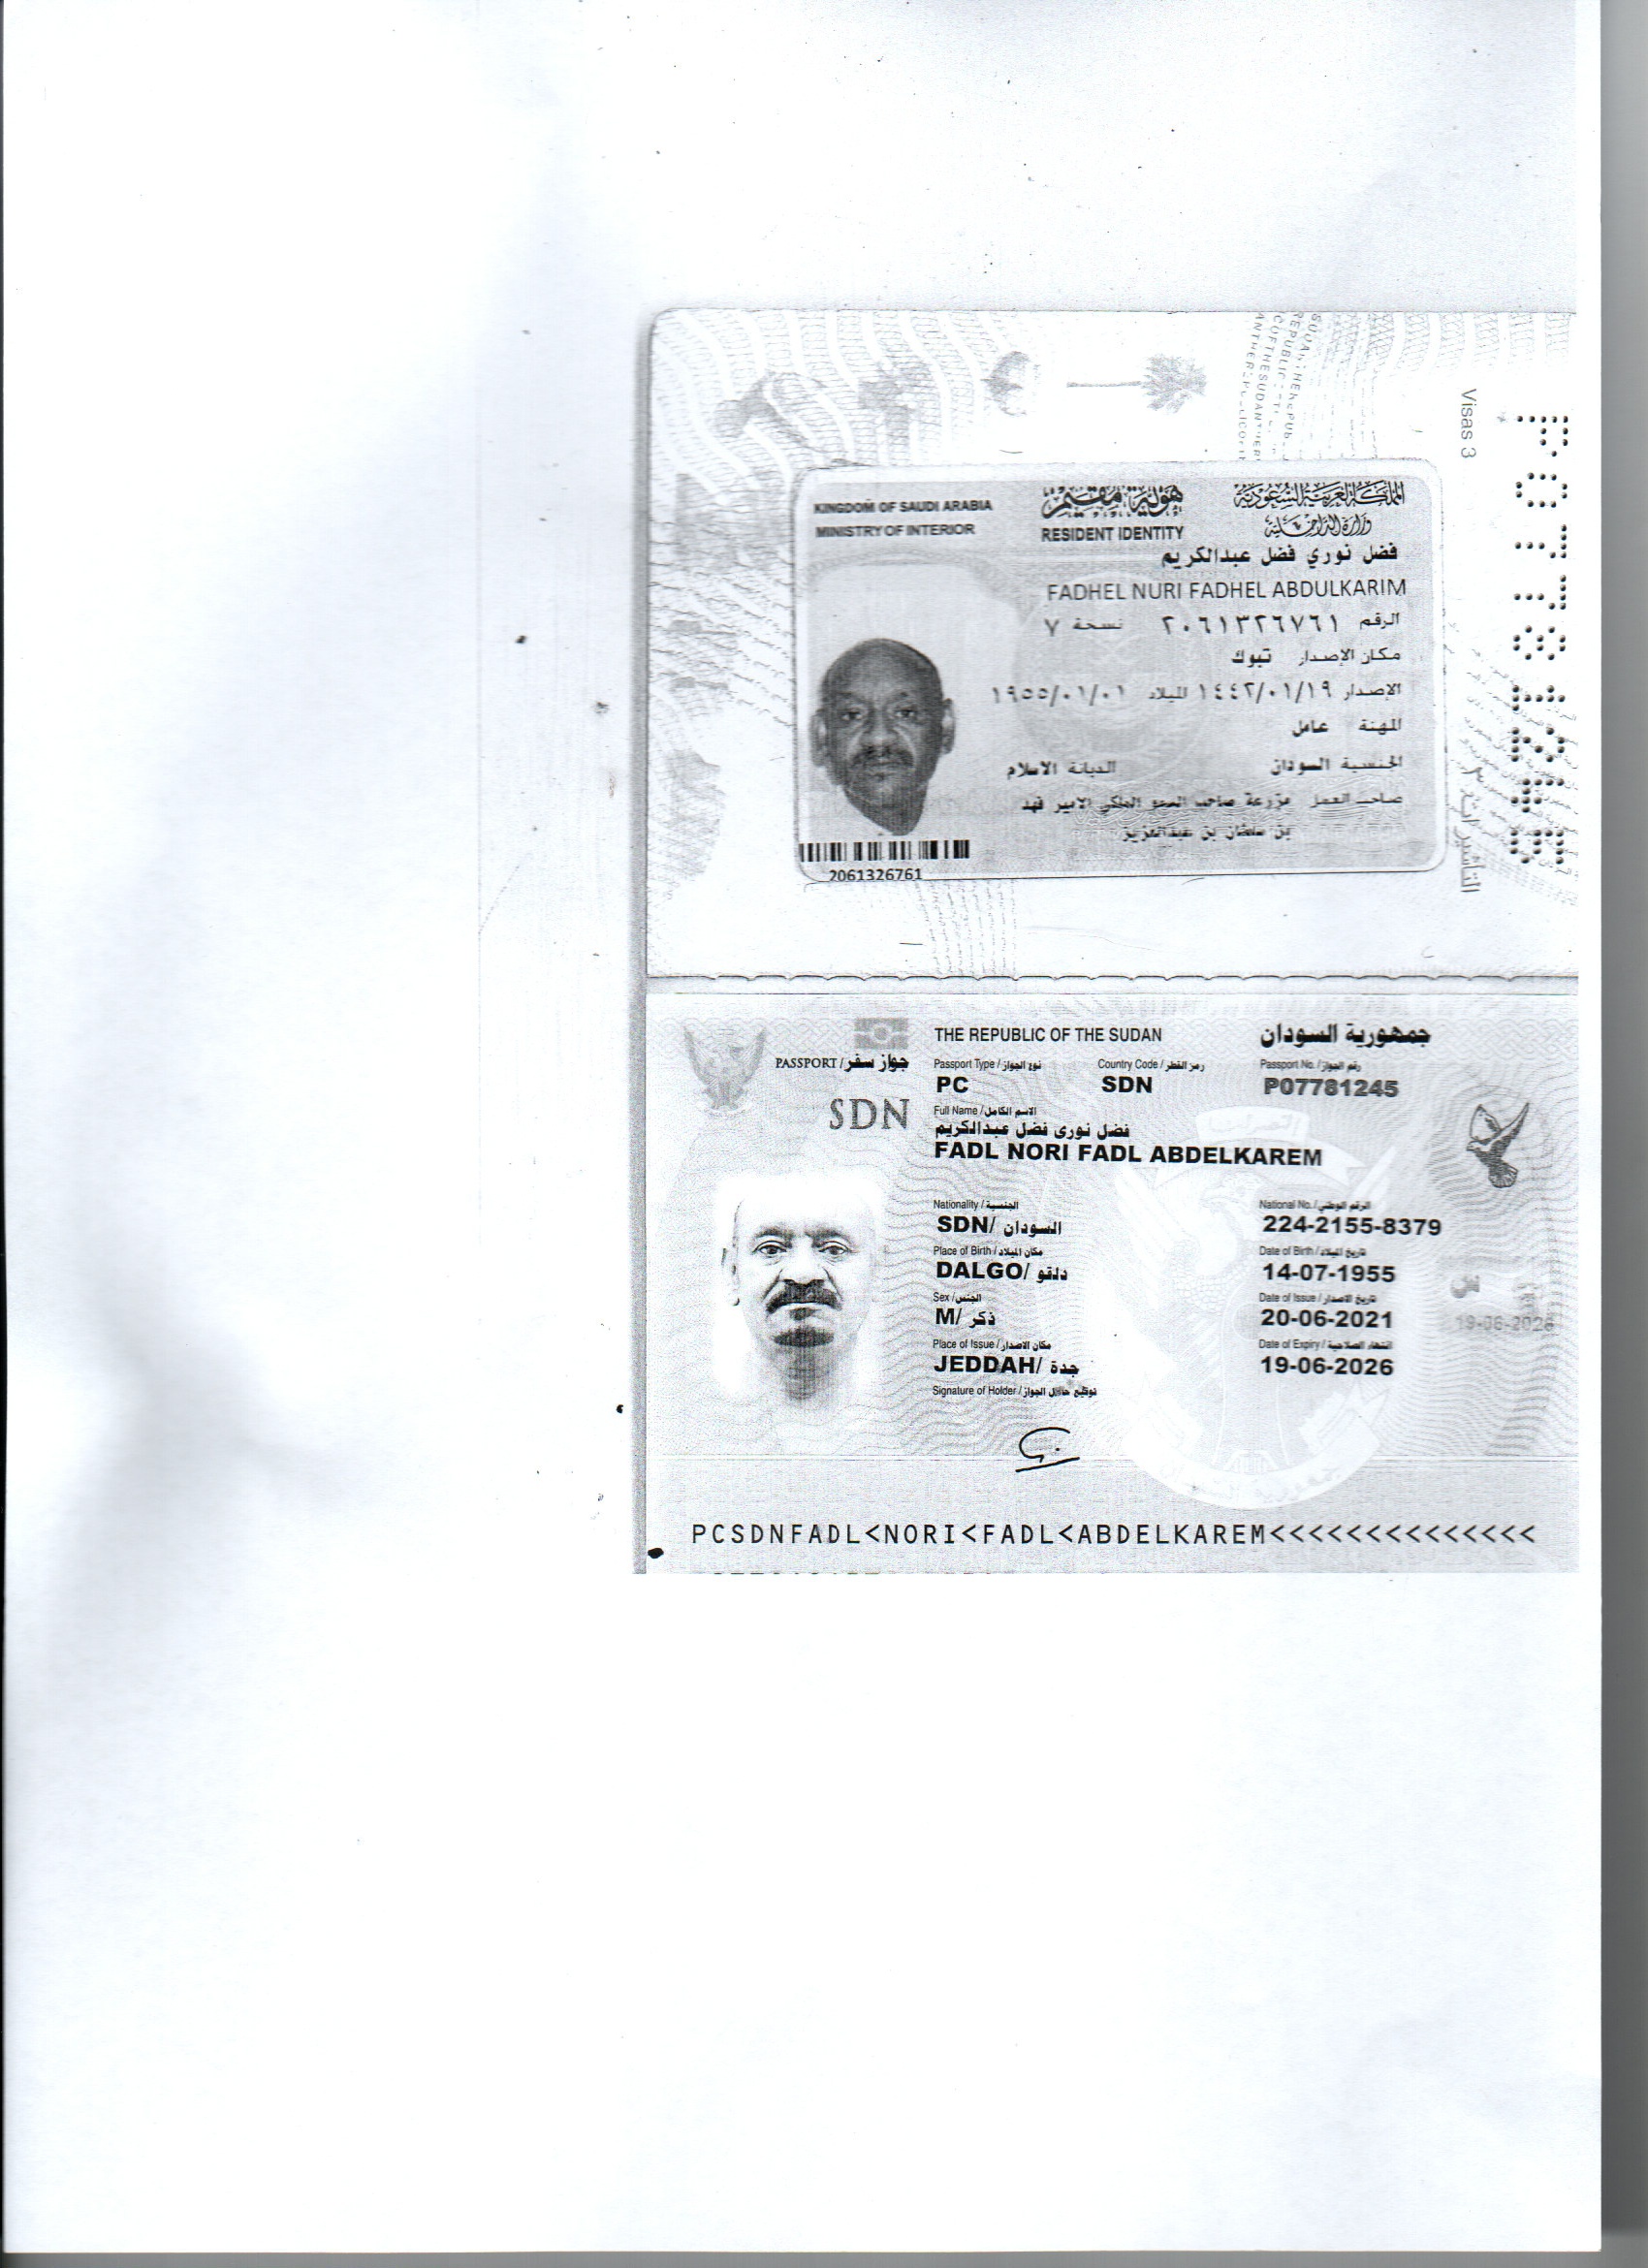 Visas 3
التأشيرات ٣
KINGDOM OF SAUDI ARABIA
MINISTRY OF INTERIOR
هوية مقيم
RESIDENT IDENTITY
المملكة العربية السعودية
وزارة الداخلية
فضل نوري فضل عبدالكريم
FADHEL NURI FADHEL ABDULKARIM
الرقم ٢٠٦١٣٢٦٧٦١ نسخة ٧
مكان الإصدار تبوك
الإصدار ١٤٤٢/٠١/١٩ الميلاد ١٩٥٥/٠١/٠١
المهنة عامل
الجنسية السودان الديانة الاسلام
صاحب العمل مزرعة صاحب السمو الملكي الامير فهد
بن سلطان بن عبدالعزيز
2061326761
THE REPUBLIC OF THE SUDAN جمهورية السودان
PASSPORT / جواز سفر
Passport Type / نوع الجواز Country Code / رمز القطر Passport No. / رقم الجواز
PC SDN P07781245
SDN
Full Name / الاسم الكامل
فضل نورى فضل عبدالكريم
FADL NORI FADL ABDELKAREM
Nationality / الجنسية National No. / الرقم الوطني
SDN/ السودان 224-2155-8379
Place of Birth / مكان الميلاد Date of Birth / تاريخ الميلاد
DALGO/ دلقو 14-07-1955
Sex / الجنس Date of Issue / تاريخ الاصدار
M/ ذكر 20-06-2021
19-06-2026
Place of Issue / مكان الاصدار Date of Expiry / انتهاء الصلاحية
JEDDAH/ جدة 19-06-2026
Signature of Holder / توقيع حامل الجواز
PCSDNFADL<NORI<FADL<ABDELKAREM<<<<<<<<<<<<<<